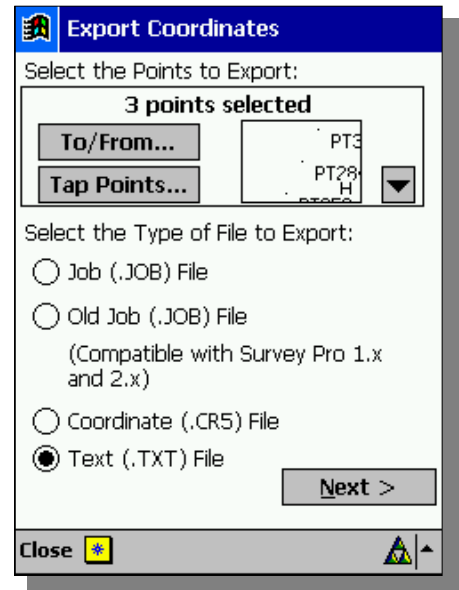 Export Coordinates
Select the Points to Export:
3 points selected
To/From...
PT3
Tap Points...
PT28
H
Select the Type of File to Export:
Job (.JOB) File
Old Job (.JOB) File
(Compatible with Survey Pro 1.x
and 2.x)
Coordinate (.CR5) File
Text (.TXT) File
Next >
Close